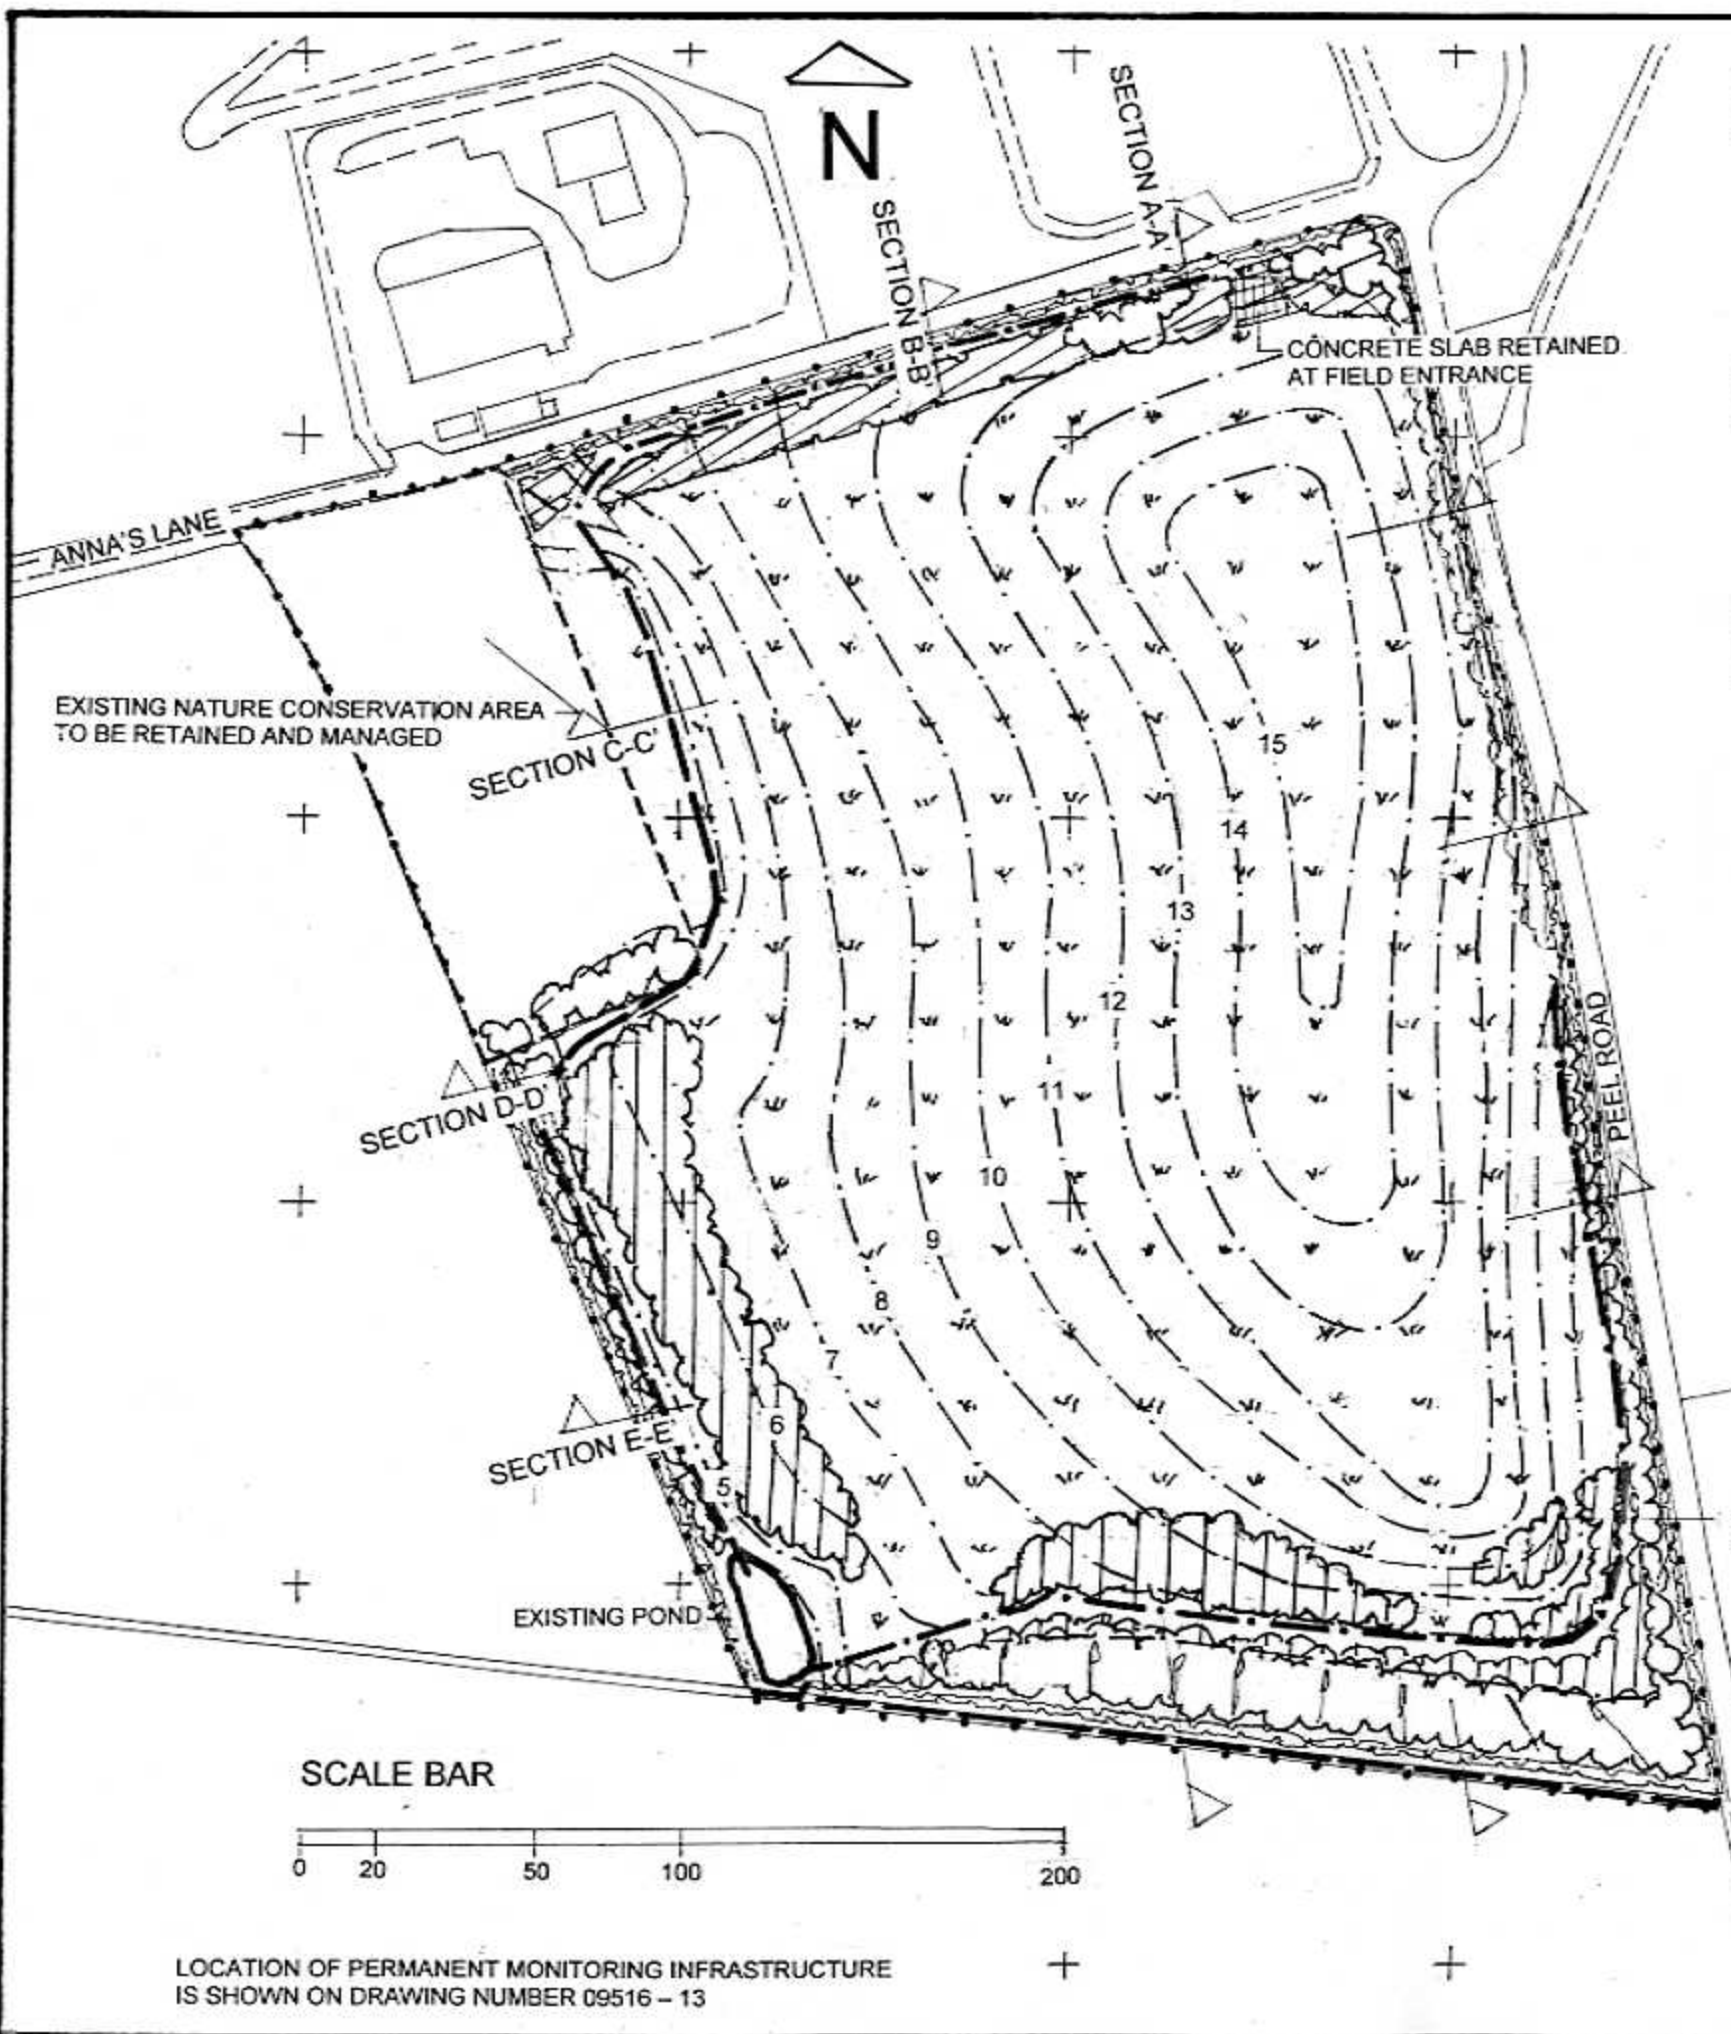 N
SECTION A-A'
SECTION B-B'
CONCRETE SLAB RETAINED
AT FIELD ENTRANCE
ANNA'S LANE
EXISTING NATURE CONSERVATION AREA
TO BE RETAINED AND MANAGED
SECTION C-C'
15
14
13
12
PEEL ROAD
11
SECTION D-D'
10
9
8
7
6
SECTION E-E'
5
EXISTING POND
SCALE BAR
0 20 50 100 200
LOCATION OF PERMANENT MONITORING INFRASTRUCTURE
IS SHOWN ON DRAWING NUMBER 09516 – 13